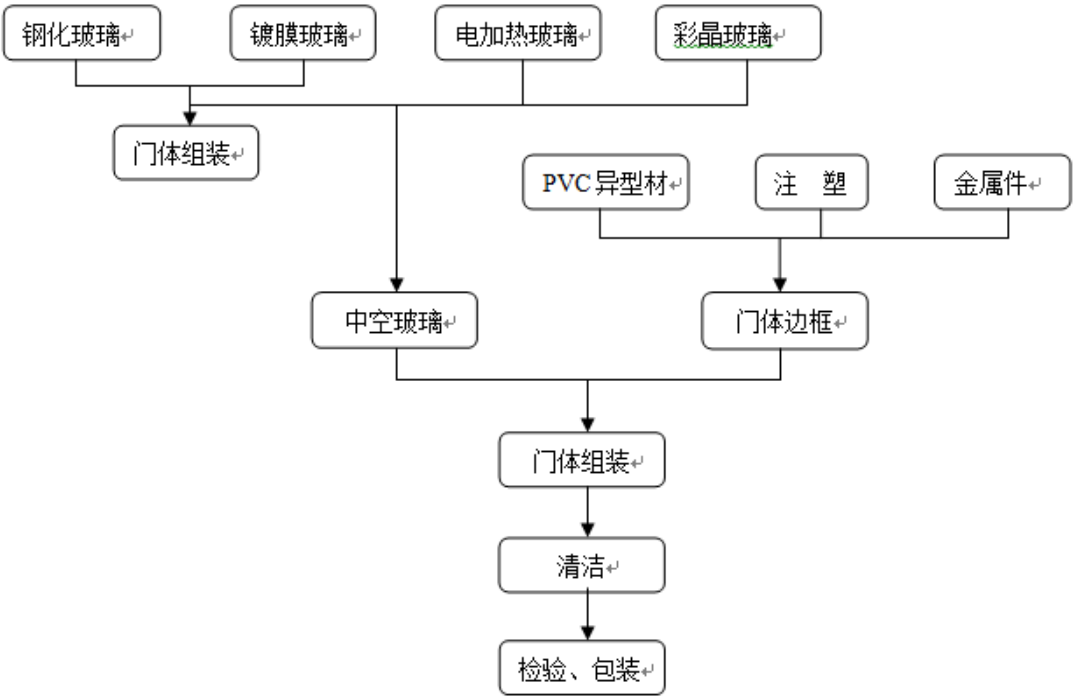 钢化玻璃
镀膜玻璃
电加热玻璃
彩晶玻璃
门体组装
PVC异型材
注 塑
金属件
中空玻璃
门体边框
门体组装
清洁
检验、包装